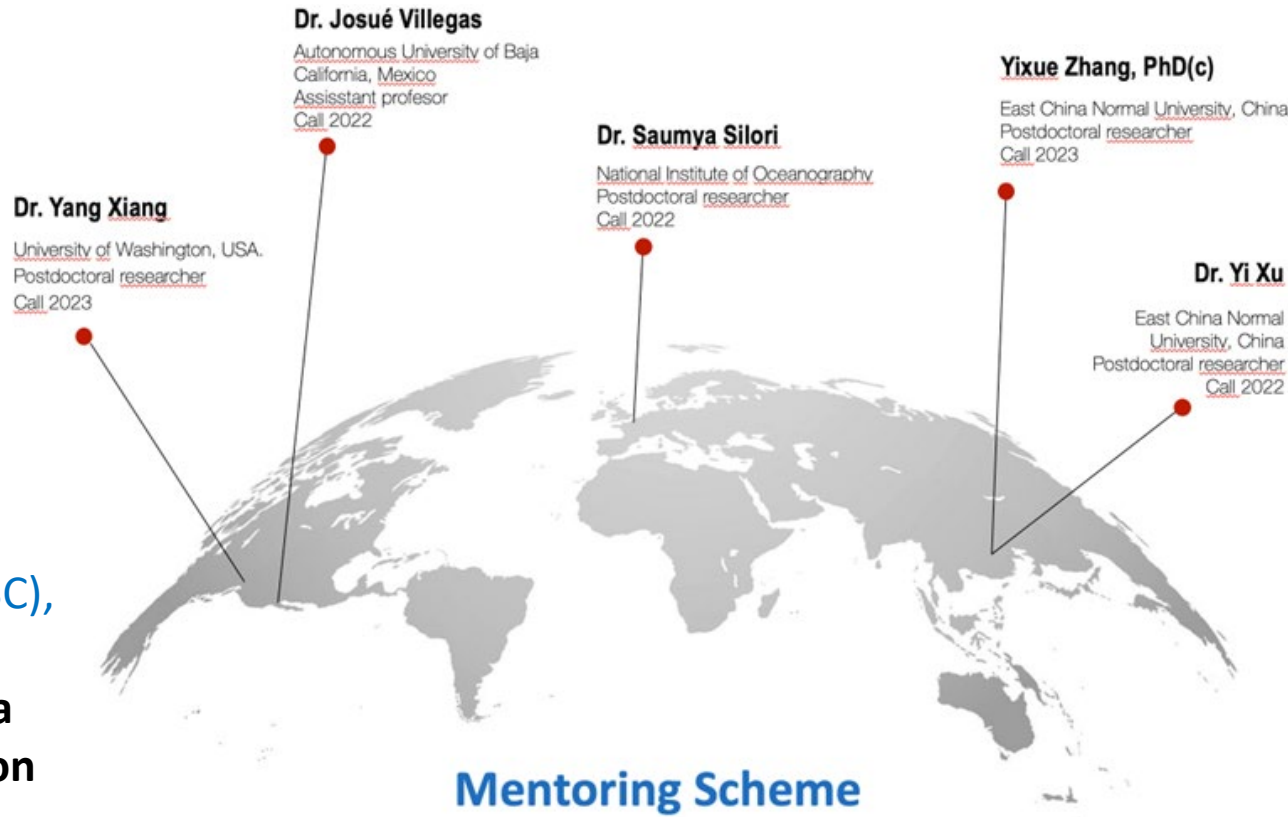 Dr. Josué Villegas
Autonomous University of Baja
California, Mexico
Assisstant profesor
Call 2022
Yixue Zhang, PhD(c)
East China Normal University, China
Postdoctoral researcher
Call 2023
Dr. Saumya Silori
National Institute of Oceanography
Postdoctoral researcher
Call 2022
Dr. Yang Xiang
University of Washington, USA.
Postdoctoral researcher
Call 2023
Dr. Yi Xu
East China Normal
University, China
Postdoctoral researcher
Call 2022
C),
a
on
Mentoring Scheme